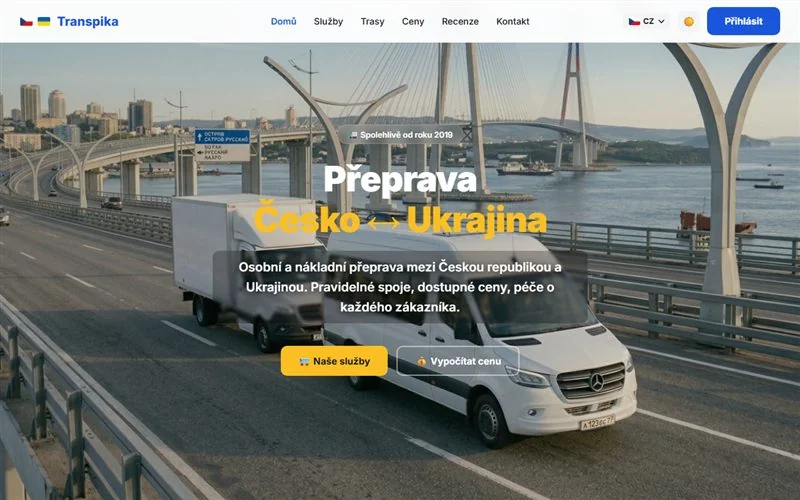 Transpika
Domů
Služby
Trasy
Ceny
Recenze
Kontakt
CZ
Přihlásit
Spolehlivě od roku 2019
Přeprava
Česko ↔ Ukrajina
Osobní a nákladní přeprava mezi Českou republikou a
Ukrajinou. Pravidelné spoje, dostupné ceny, péče o
každého zákazníka.
Naše služby
Vypočítat cenu